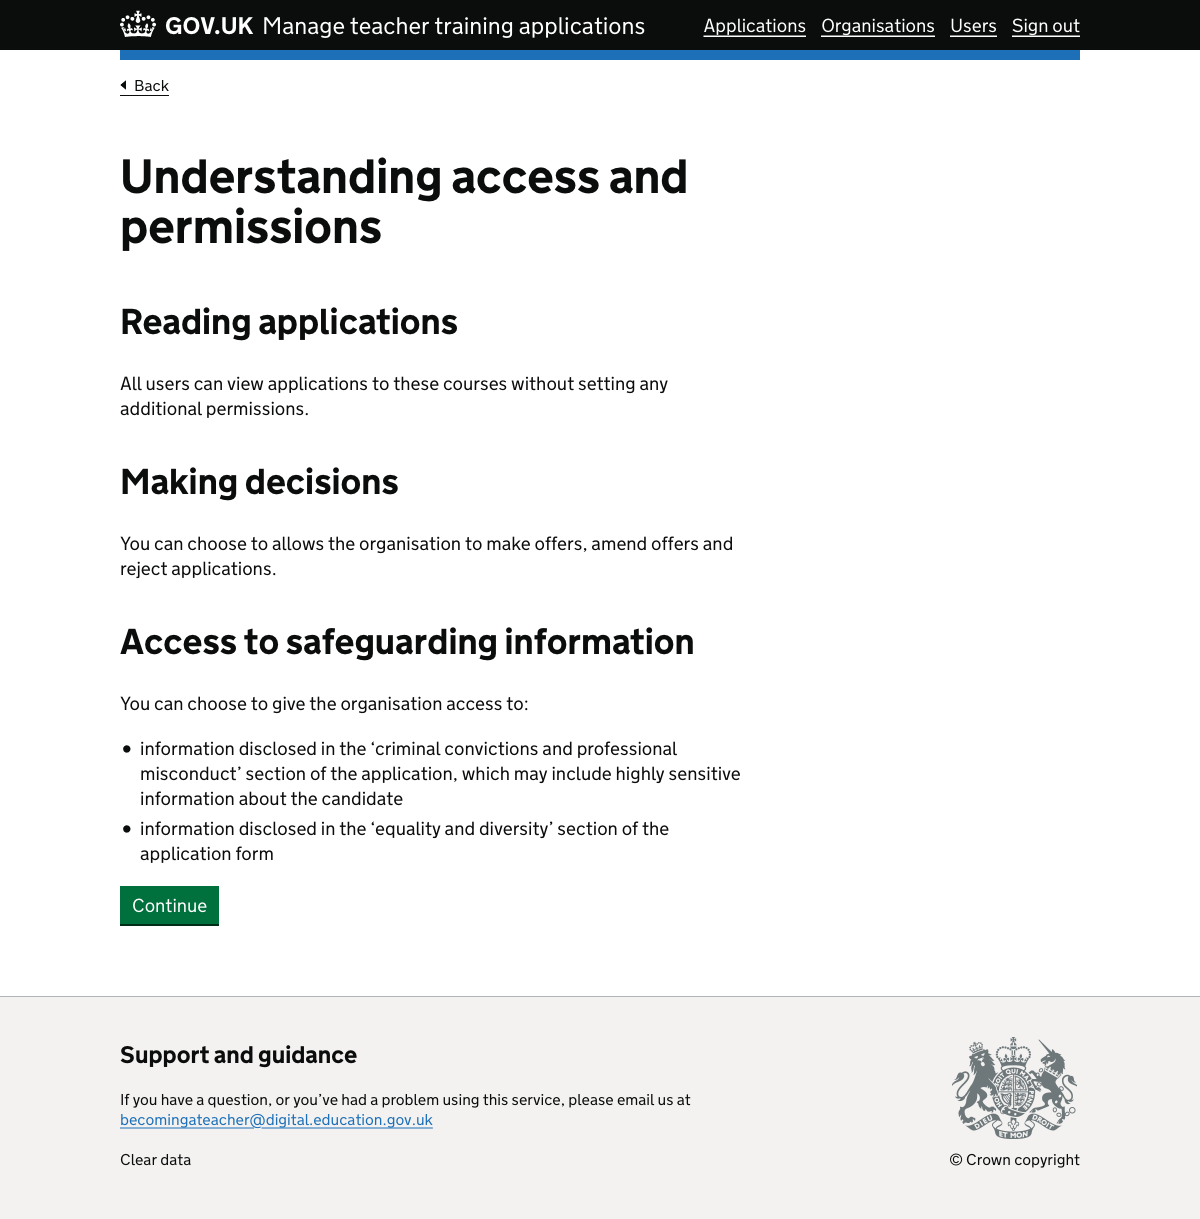 GOV.UK Manage teacher training applications Applications Organisations Users Sign out
Back
Understanding access and
permissions
Reading applications
All users can view applications to these courses without setting any
additional permissions.
Making decisions
You can choose to allows the organisation to make offers, amend offers and
reject applications.
Access to safeguarding information
You can choose to give the organisation access to:
• information disclosed in the ‘criminal convictions and professional
misconduct’ section of the application, which may include highly sensitive
information about the candidate
• information disclosed in the ‘equality and diversity’ section of the
application form
Continue
Support and guidance
If you have a question, or you’ve had a problem using this service, please email us at
becomingateacher@digital.education.gov.uk
Clear data
DIEU ET MON DROIT
© Crown copyright